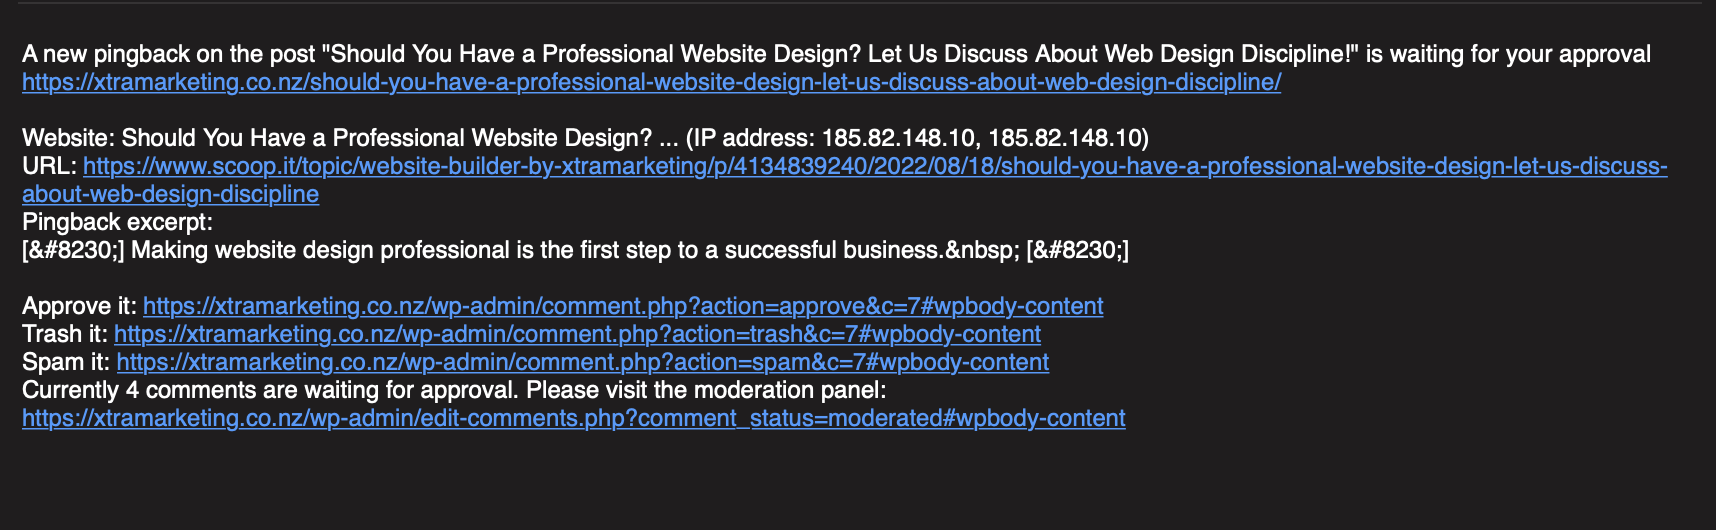 A new pingback on the post "Should You Have a Professional Website Design? Let Us Discuss About Web Design Discipline!" is waiting for your approval
https://xtramarketing.co.nz/should-you-have-a-professional-website-design-let-us-discuss-about-web-design-discipline/
Website: Should You Have a Professional Website Design? ... (IP address: 185.82.148.10, 185.82.148.10)
URL: https://www.scoop.it/topic/website-builder-by-xtramarketing/p/4134839240/2022/08/18/should-you-have-a-professional-website-design-let-us-discuss-
about-web-design-discipline
Pingback excerpt:
[&#8230;] Making website design professional is the first step to a successful business.&nbsp; [&#8230;]
Approve it: https://xtramarketing.co.nz/wp-admin/comment.php?action=approve&c=7#wpbody-content
Trash it: https://xtramarketing.co.nz/wp-admin/comment.php?action=trash&c=7#wpbody-content
Spam it: https://xtramarketing.co.nz/wp-admin/comment.php?action=spam&c=7#wpbody-content
Currently 4 comments are waiting for approval. Please visit the moderation panel:
https://xtramarketing.co.nz/wp-admin/edit-comments.php?comment_status=moderated#wpbody-content